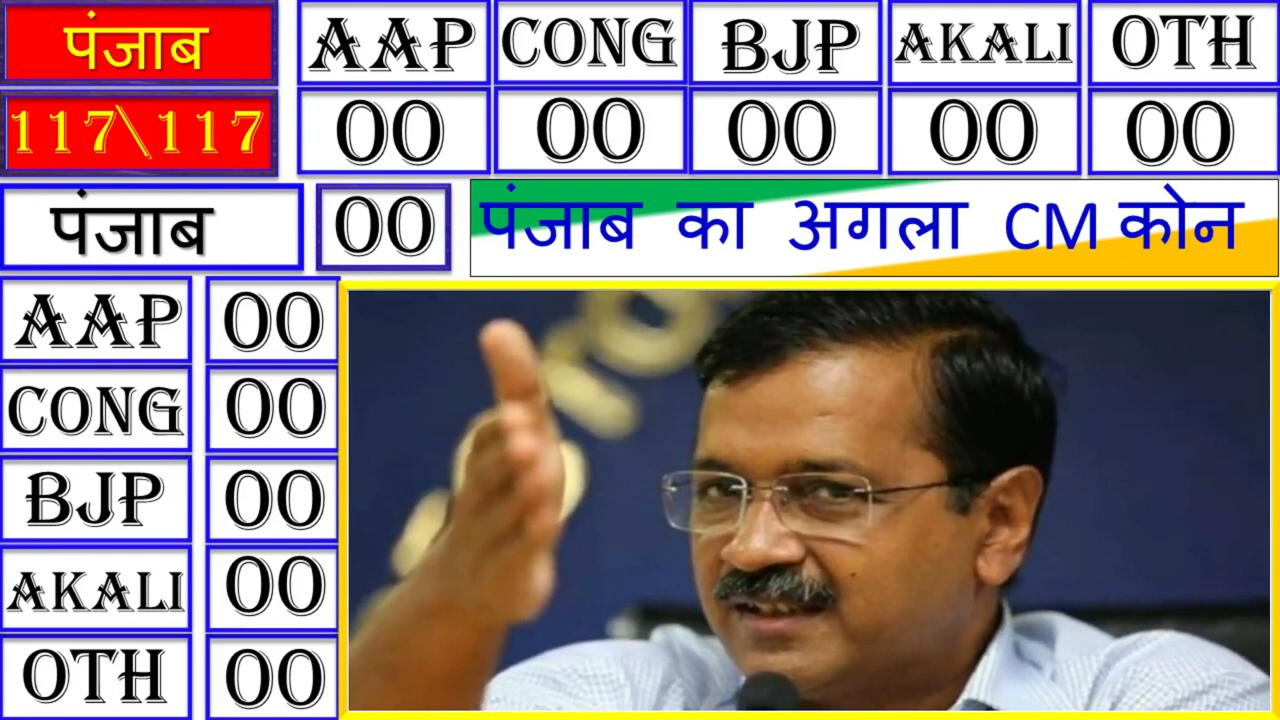 पंजाब AAP CONG BJP AKALI OTH
117\117 00 00 00 00 00
पंजाब 00 पंजाब का अगला CM कोन
AAP 00
CONG 00
BJP 00
AKALI 00
OTH 00